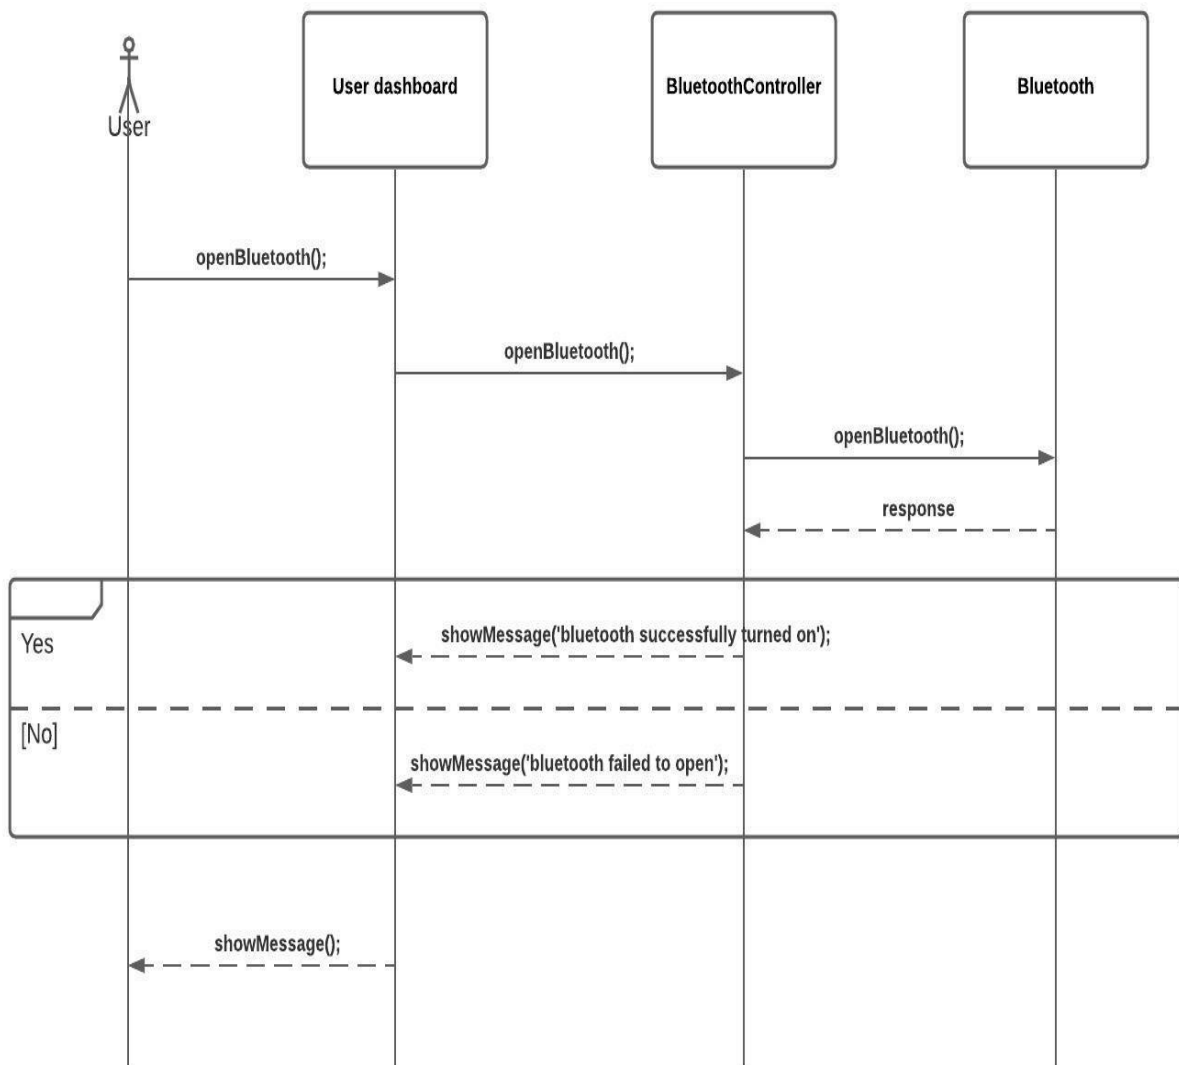 User
User dashboard
BluetoothController
Bluetooth
openBluetooth();
openBluetooth();
openBluetooth();
response
Yes
showMessage('bluetooth successfully turned on');
[No]
showMessage('bluetooth failed to open');
showMessage();